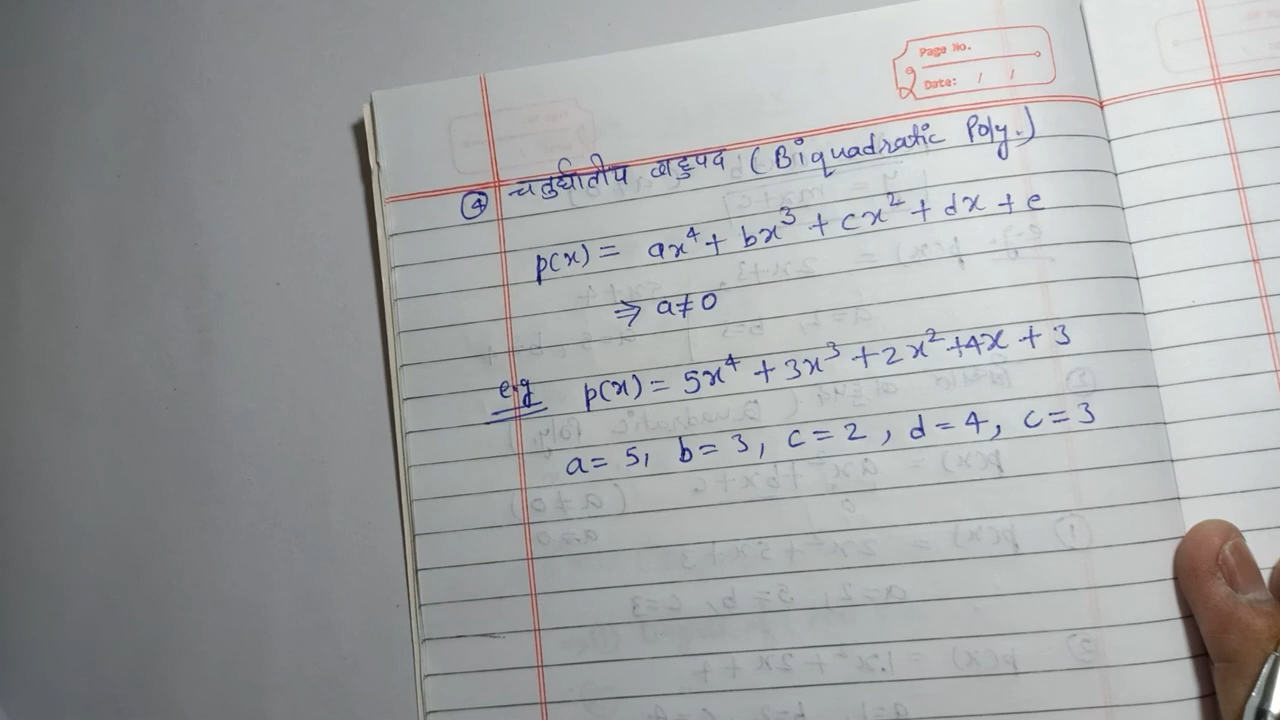 Page No.
Date: / /
④ चतुर्घातीय बहुपद (Biquadratic Poly.)
p(x) = ax⁴ + bx³ + cx² + dx + e
⇒ a≠0
e.g p(x) = 5x⁴ + 3x³ + 2x² +4x + 3
a = 5, b = 3, c = 2, d = 4, c = 3